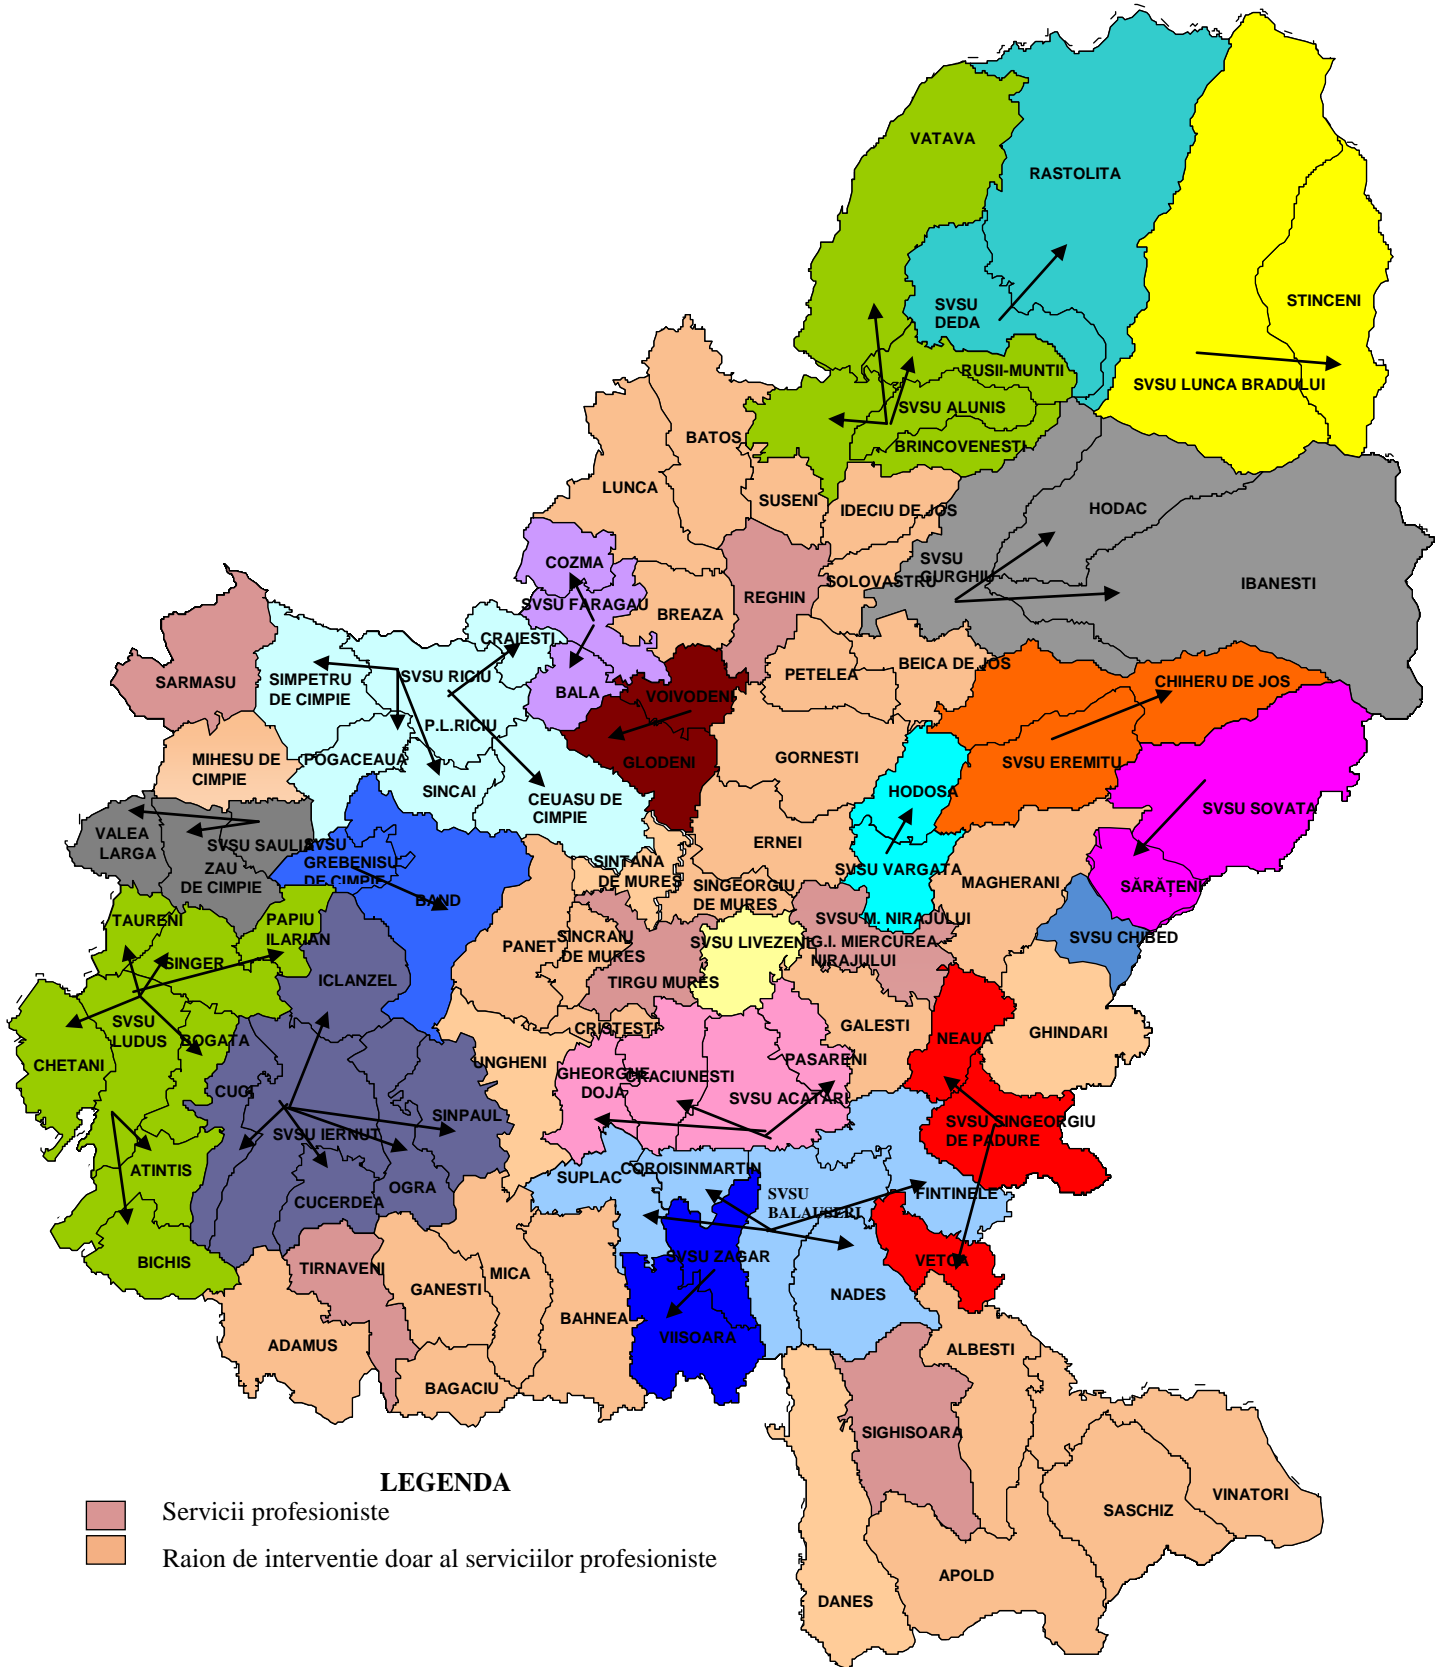 VATAVA
RASTOLITA
STINCENI
SVSU
DEDA
RUSII-MUNTII
SVSU LUNCA BRADULUI
SVSU ALUNIS
BRINCOVENESTI
BATOS
LUNCA
SUSENI
IDECIU DE JOS
HODAC
COZMA
SVSU
GURGHIU
SOLOVASTRU
IBANESTI
REGHIN
SVSU FARAGAU
BREAZA
CRAIESTI
SARMASU
SIMPETRU
DE CIMPIE
SVSU RICIU
BALA
VOIVODENI
PETELEA
BEICA DE JOS
CHIHERU DE JOS
P.L.RICIU
MIHESU DE
CIMPIE
POGACEAUA
GLODENI
GORNESTI
SVSU EREMITU
SINCAI
CEUASU DE
CIMPIE
HODOSA
SVSU SOVATA
VALEA
LARGA
SVSU SAULIA
SVSU
GREBENISU
DE CIMPIE
ERNEI
ZAU
DE CIMPIE
SINTANA
DE MURES
SVSU VARGATA
BAND
SINGEORGIU
DE MURES
MAGHERANI
SĂRĂȚENI
TAURENI
PAPIU
ILARIAN
SVSU M. NIRAJULUI
SVSU CHIBED
SINGER
PANET
SINCRAIU
DE MURES
SVSU LIVEZENI
G.I. MIERCUREA
NIRAJULUI
ICLANZEL
TIRGU MURES
SVSU
LUDUS
BOGATA
CRISTESTI
GALESTI
GHINDARI
CHETANI
UNGHENI
NEAUA
PASARENI
CUCI
GHEORGHE
DOJA
CRACIUNESTI
SVSU ACATARI
SINPAUL
SVSU IERNUT
SVSU SINGEORGIU
DE PADURE
ATINTIS
SUPLAC
COROISINMARTIN
OGRA
CUCERDEA
SVSU
BALAUSERI
FINTINELE
BICHIS
TIRNAVENI
MICA
SVSU ZAGAR
VETCA
GANESTI
NADES
BAHNEA
ADAMUS
VIISOARA
ALBESTI
BAGACIU
SIGHISOARA
LEGENDA
Servicii profesioniste
Raion de interventie doar al serviciilor profesioniste
VINATORI
SASCHIZ
APOLD
DANES